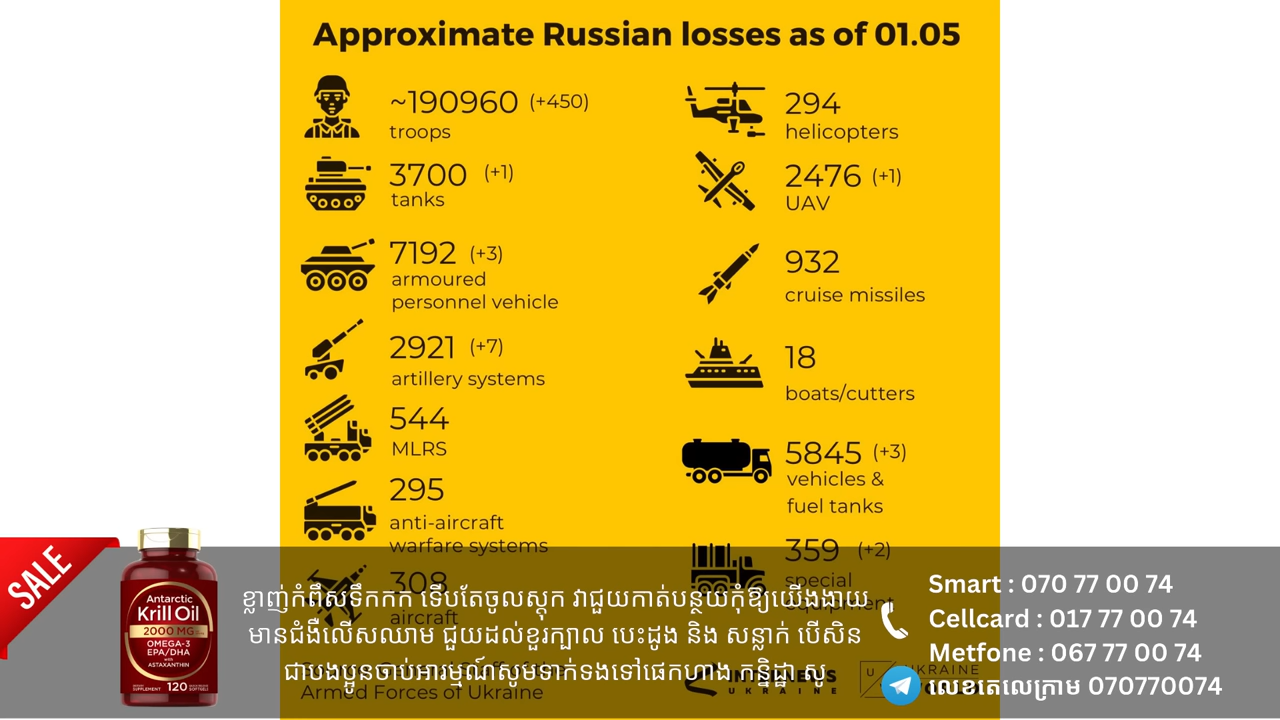 Approximate Russian losses as of 01.05
~190960 (+450)
troops
3700 (+1)
tanks
7192 (+3)
armoured
personnel vehicle
2921 (+7)
artillery systems
544
MLRS
295
anti-aircraft
warfare systems
308
aircraft
294
helicopters
2476 (+1)
UAV
932
cruise missiles
18
boats/cutters
5845 (+3)
vehicles &
fuel tanks
359 (+2)
special
equipment
Armed Forces of Ukraine
UKRAINE
UKRAINE
SALE
Antarctic
Krill Oil
2000 MG
OMEGA-3
EPA/DHA
with
ASTAXANTHIN
SUPPLEMENT 120 SOFTGELS
ខ្លាញ់កំពឹសទឹកកក ទើបតែចូលស្តុក វាជួយកាត់បន្ថយកុំឱ្យយើងងាយ
មានជំងឺលើសឈាម ជួយដល់ខួរក្បាល បេះដូង និង សន្លាក់ បើសិន
ជាបងប្អូនចាប់អារម្មណ៍សូមទាក់ទងទៅផេកហាង កន្និដ្ឋា សូ
Smart : 070 77 00 74
Cellcard : 017 77 00 74
Metfone : 067 77 00 74
លេខតេលេក្រាម 070770074